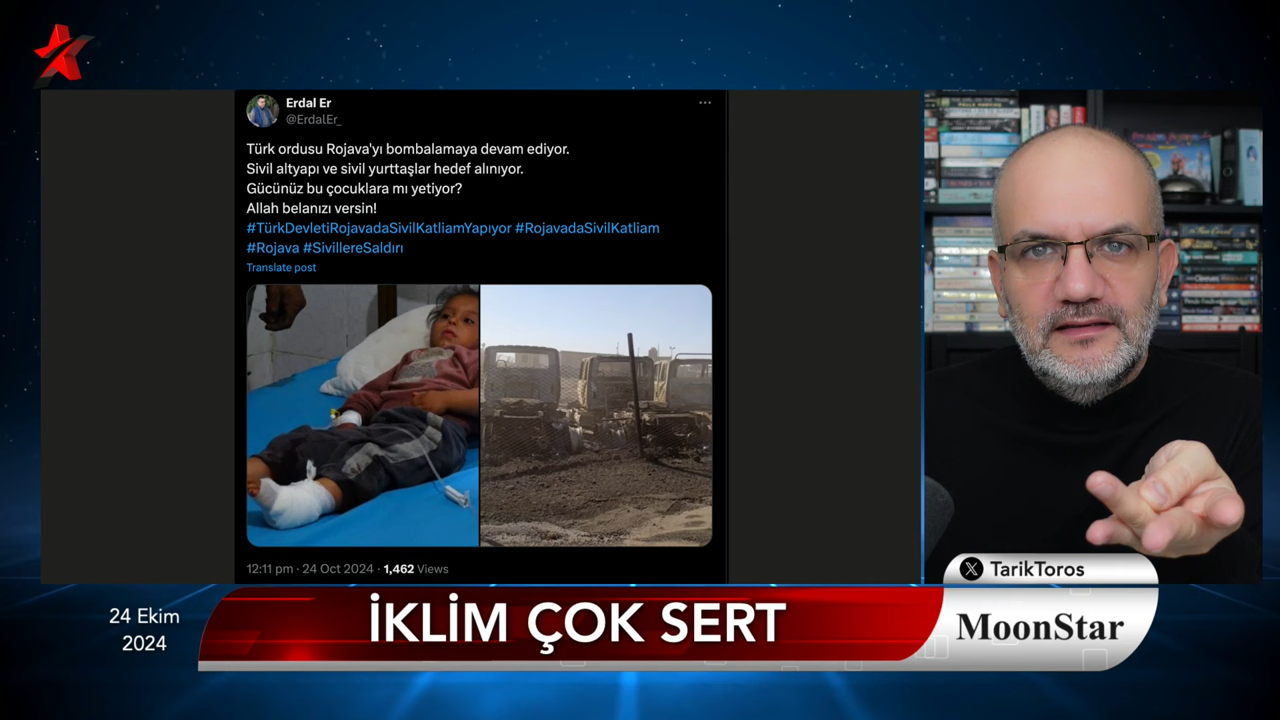 Erdal Er
@ErdalEr_
Türk ordusu Rojava'yı bombalamaya devam ediyor.
Sivil altyapı ve sivil yurttaşlar hedef alınıyor.
Gücünüz bu çocuklara mı yetiyor?
Allah belanızı versin!
#TürkDevletiRojavadaSivilKatliamYapıyor #RojavadaSivilKatliam
#Rojava #SivillereSaldırı
Translate post
12:11 pm · 24 Oct 2024 · 1,462 Views
X TarikToros
MoonStar
24 Ekim
2024
İKLİM ÇOK SERT